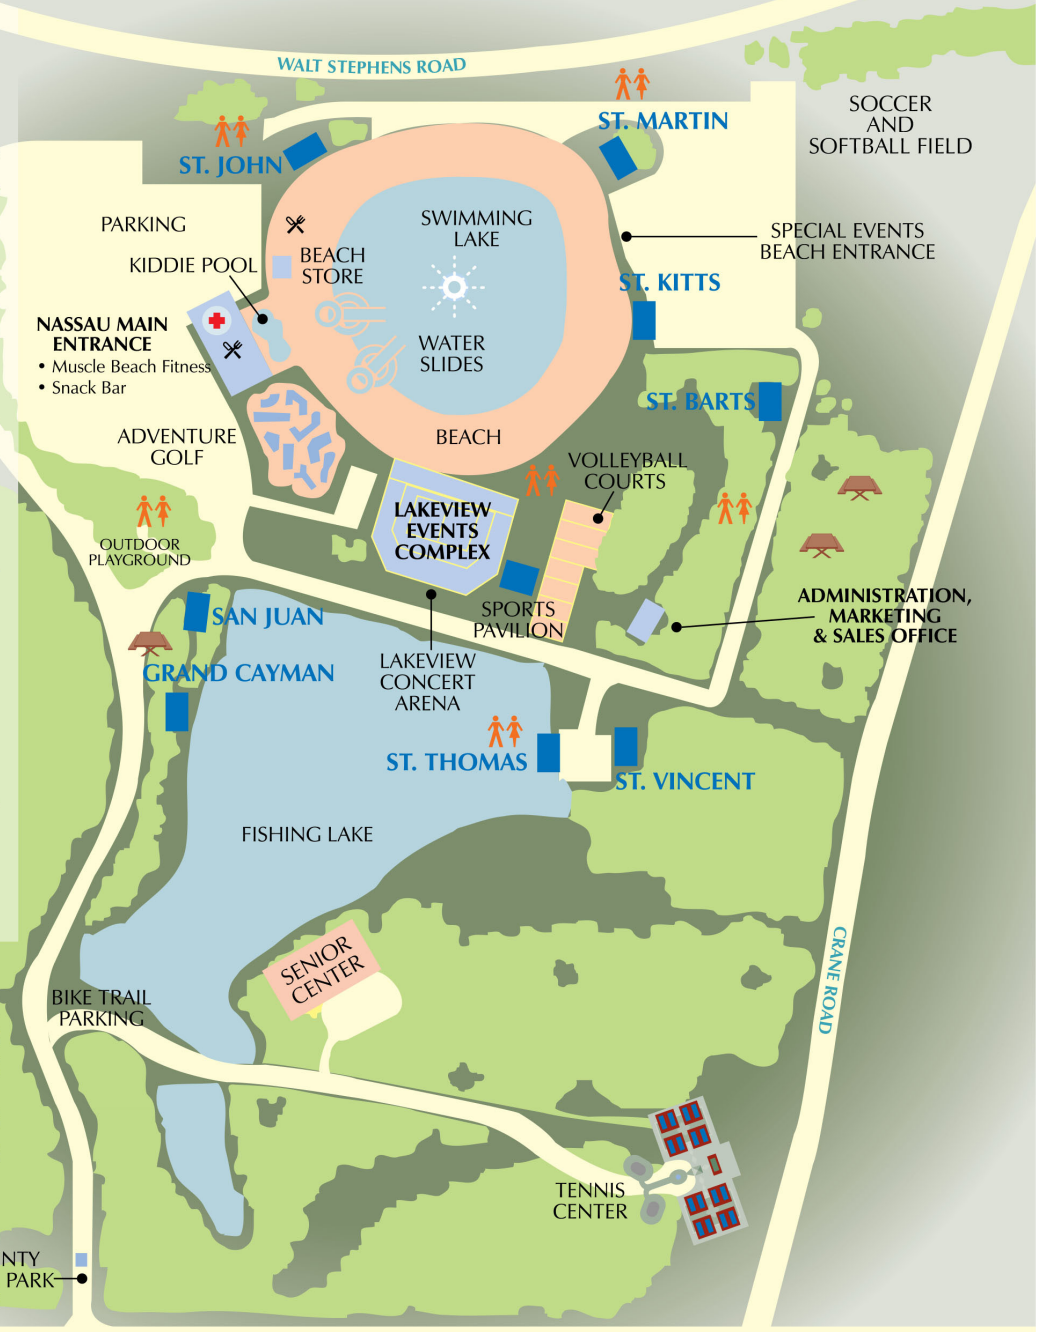 WALT STEPHENS ROAD
ST. MARTIN
SOCCER
AND
SOFTBALL FIELD
ST. JOHN
PARKING
SWIMMING
LAKE
SPECIAL EVENTS
BEACH ENTRANCE
KIDDIE POOL
BEACH
STORE
ST. KITTS
NASSAU MAIN
ENTRANCE
• Muscle Beach Fitness
• Snack Bar
WATER
SLIDES
ST. BARTS
ADVENTURE
GOLF
BEACH
VOLLEYBALL
COURTS
LAKEVIEW
EVENTS
COMPLEX
OUTDOOR
PLAYGROUND
SAN JUAN
SPORTS
PAVILION
ADMINISTRATION,
MARKETING
& SALES OFFICE
GRAND CAYMAN
LAKEVIEW
CONCERT
ARENA
ST. THOMAS
ST. VINCENT
FISHING LAKE
SENIOR
CENTER
CRANE ROAD
BIKE TRAIL
PARKING
TENNIS
CENTER
NTY
PARK